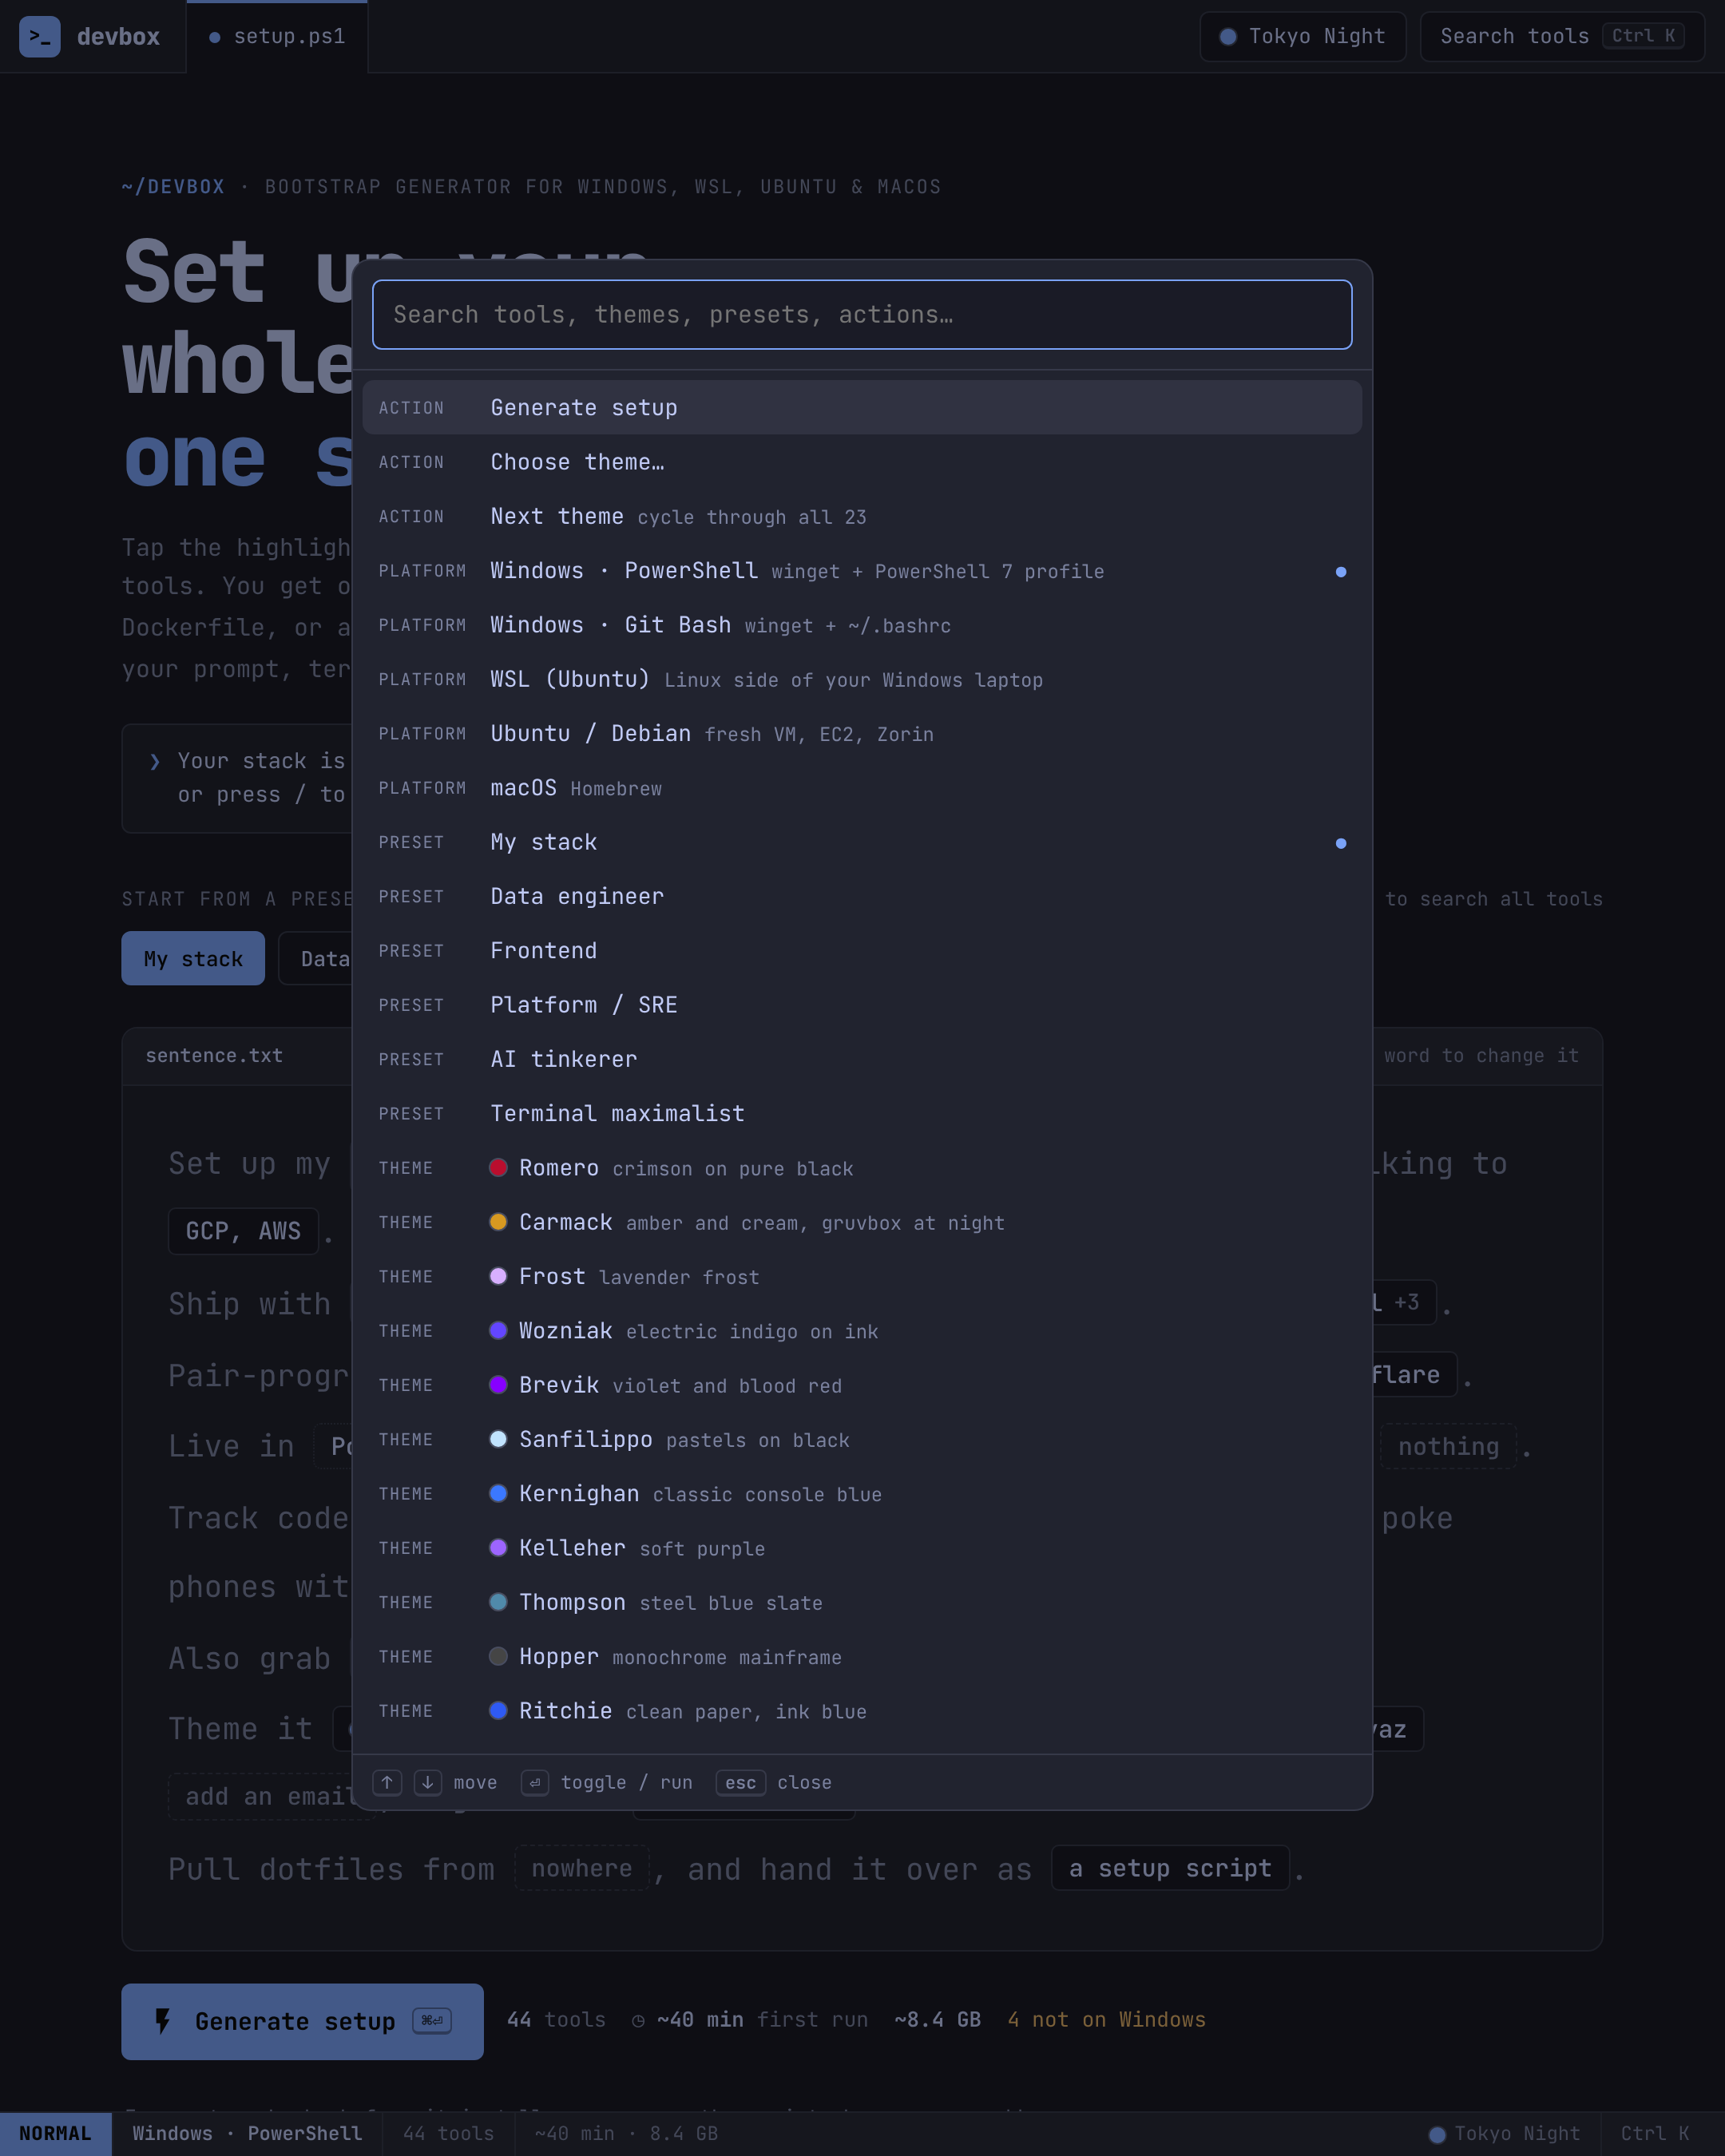 >_ devbox
setup.ps1
Tokyo Night
Search tools Ctrl K
~/DEVBOX · BOOTSTRAP GENERATOR FOR WINDOWS, WSL, UBUNTU & MACOS
Set
whole
one
Tap the
tools. You get
Dockerfile, or
your prompt,
❯ Your stack is
or press / to
START FROM A
to search all tools
My stack
Data
sentence.txt
word to change it
Set up my
to
GCP, AWS .
Ship with
+3 .
.
Live in
nothing .
Track code
poke
phones
Also grab
Theme it
add an email
Pull dotfiles from nowhere , and hand it over as a setup script .
Search tools, themes, presets, actions…
ACTION Generate setup
ACTION Choose theme…
ACTION Next theme cycle through all 23
PLATFORM Windows · PowerShell winget + PowerShell 7 profile
PLATFORM Windows · Git Bash winget + ~/.bashrc
PLATFORM WSL (Ubuntu) Linux side of your Windows laptop
PLATFORM Ubuntu / Debian fresh VM, EC2, Zorin
PLATFORM macOS Homebrew
PRESET My stack
PRESET Data engineer
PRESET Frontend
PRESET Platform / SRE
PRESET AI tinkerer
PRESET Terminal maximalist
THEME Romero crimson on pure black
THEME Carmack amber and cream, gruvbox at night
THEME Frost lavender frost
THEME Wozniak electric indigo on ink
THEME Brevik violet and blood red
THEME Sanfilippo pastels on black
THEME Kernighan classic console blue
THEME Kelleher soft purple
THEME Thompson steel blue slate
THEME Hopper monochrome mainframe
THEME Ritchie clean paper, ink blue
↑ ↓ move ⏎ toggle / run esc close
Generate setup ⌘⏎
44 tools ~40 min first run ~8.4 GB 4 not on Windows
NORMAL Windows · PowerShell 44 tools ~40 min · 8.4 GB
Tokyo Night Ctrl K